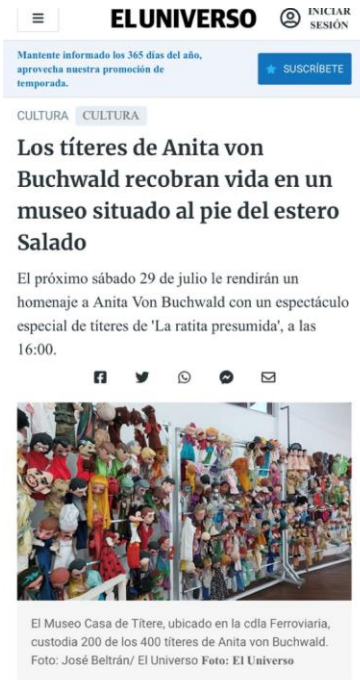 EL UNIVERSO
INICIAR
SESIÓN
Mantente informado los 365 días del año,
aprovecha nuestra promoción de
temporada.
SUSCRÍBETE
CULTURA CULTURA
Los títeres de Anita von
Buchwald recobran vida en un
museo situado al pie del estero
Salado
El próximo sábado 29 de julio le rendirán un
homenaje a Anita Von Buchwald con un espectáculo
especial de títeres de 'La ratita presumida', a las
16:00.
El Museo Casa de Títere, ubicado en la cdla Ferroviaria,
custodia 200 de los 400 títeres de Anita von Buchwald.
Foto: José Beltrán/ El Universo Foto: El Universo